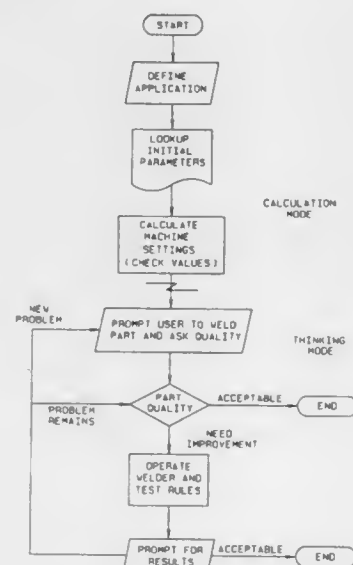 START
DEFINE
APPLICATION
LOOKUP
INITIAL
PARAMETERS
CALCULATION
MODE
CALCULATE
MACHINE
SETTINGS
(CHECK VALUES)
NEW
PROBLEM
PROMPT USER TO WELD
PART AND ASK QUALITY
THINKING
MODE
PART
QUALITY
ACCEPTABLE
END
PROBLEM
REMAINS
NEED
IMPROVEMENT
OPERATE
WELDER AND
TEST RULES
PROMPT FOR
RESULTS
ACCEPTABLE
END